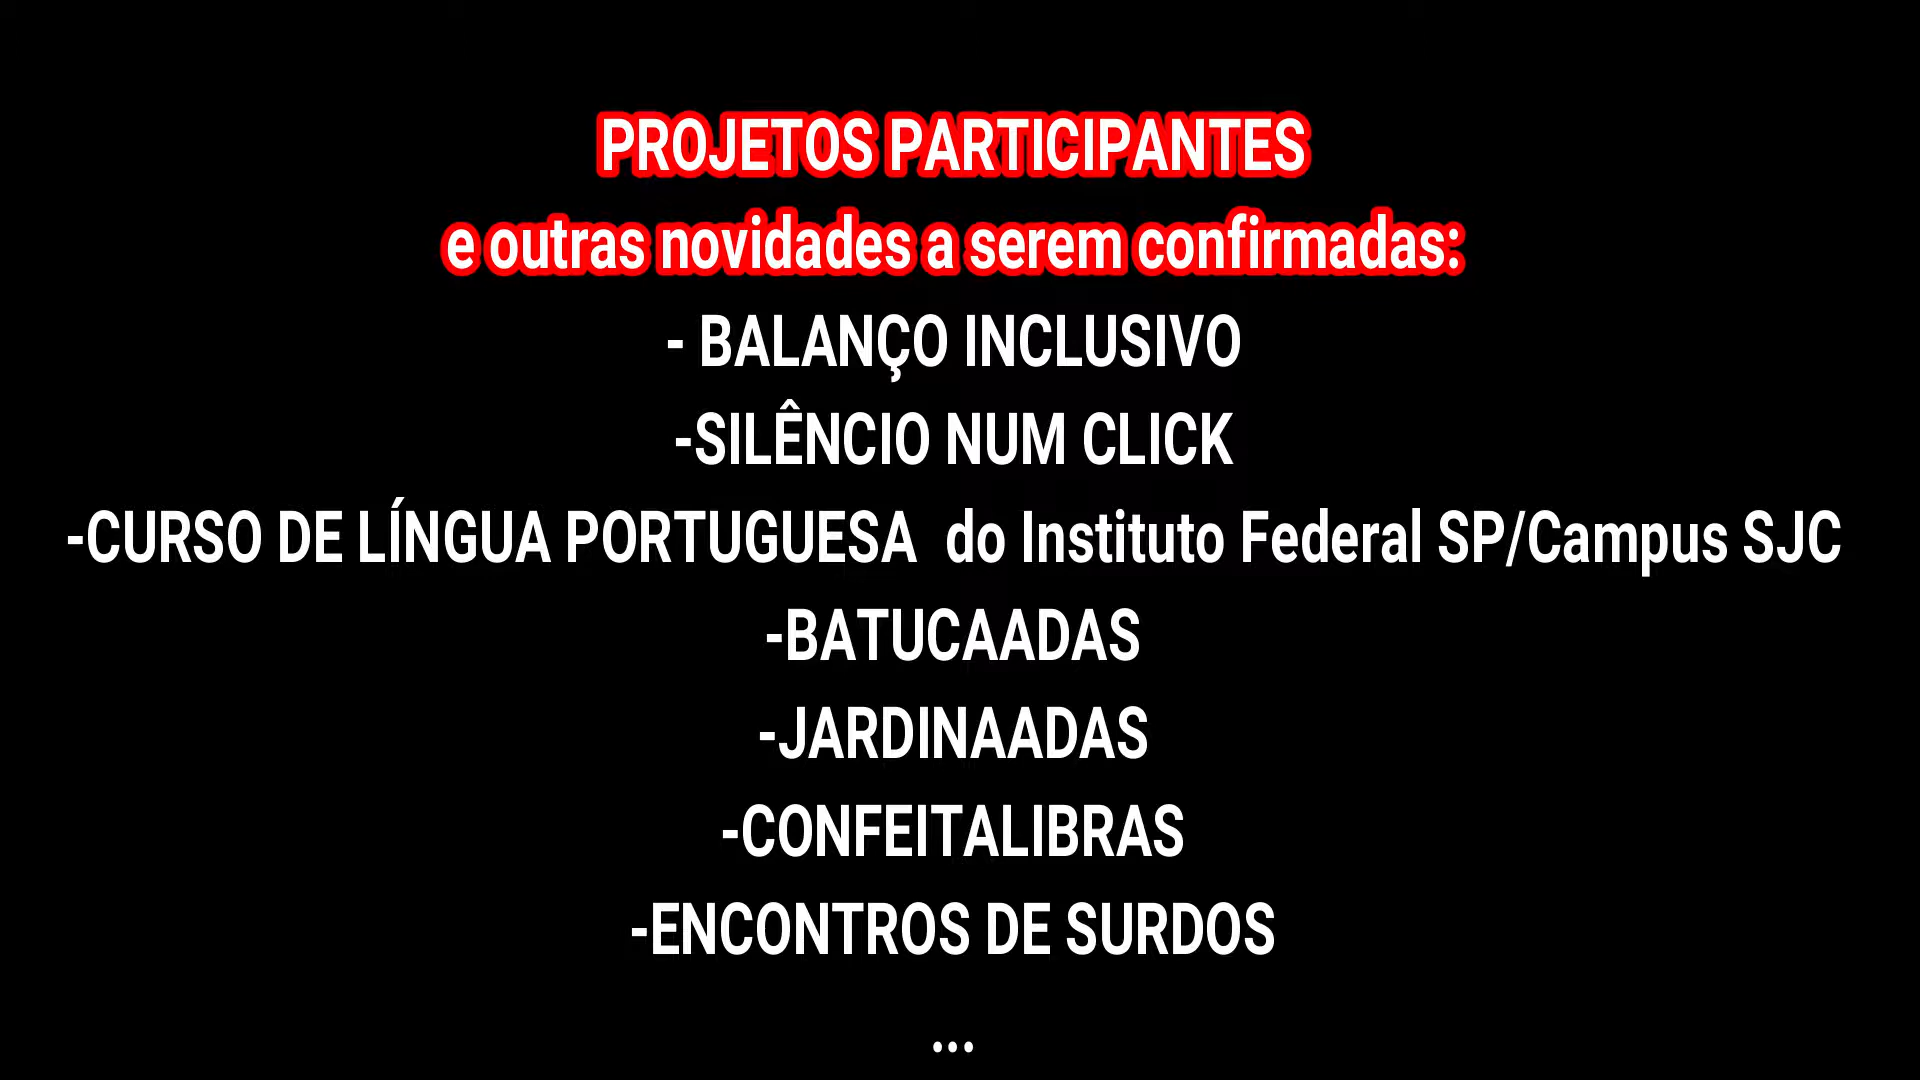 PROJETOS PARTICIPANTES
e outras novidades a serem confirmadas:
- BALANÇO INCLUSIVO
-SILÊNCIO NUM CLICK
-CURSO DE LÍNGUA PORTUGUESA  do Instituto Federal SP/Campus SJC
-BATUCAADAS
-JARDINAADAS
-CONFEITALIBRAS
-ENCONTROS DE SURDOS
...